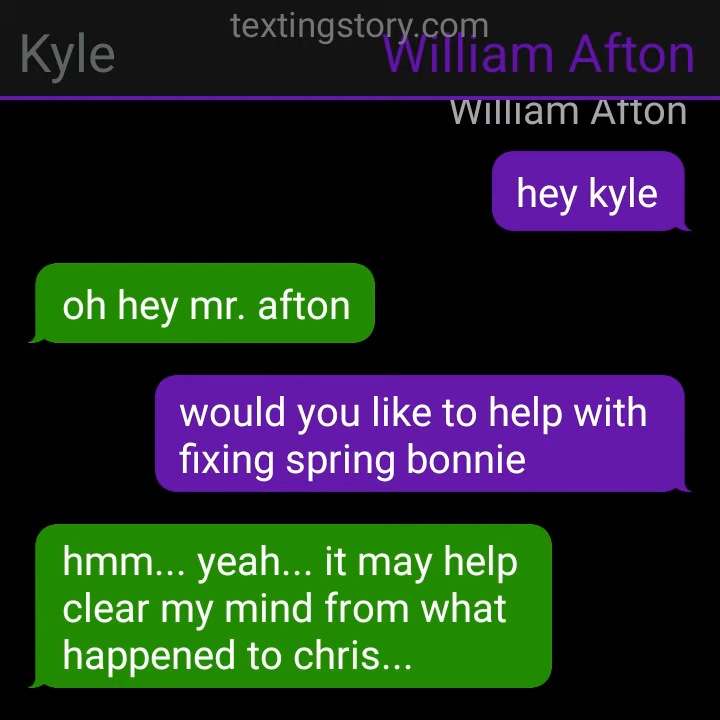 textingstory.com
Kyle
William Afton
William Afton
hey kyle
oh hey mr. afton
would you like to help with
fixing spring bonnie
hmm... yeah... it may help
clear my mind from what
happened to chris...